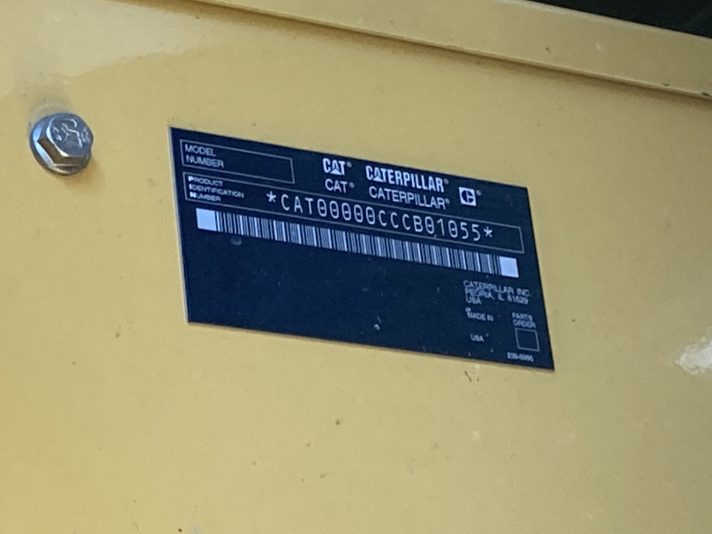 MODEL
NUMBER
CAT® CATERPILLAR®
CAT® CATERPILLAR®
PRODUCT
IDENTIFICATION
NUMBER
*CAT00000CCCB01055*
CATERPILLAR INC.
PEORIA, IL 61629
USA
MADE IN
USA
PARTS
ORDER